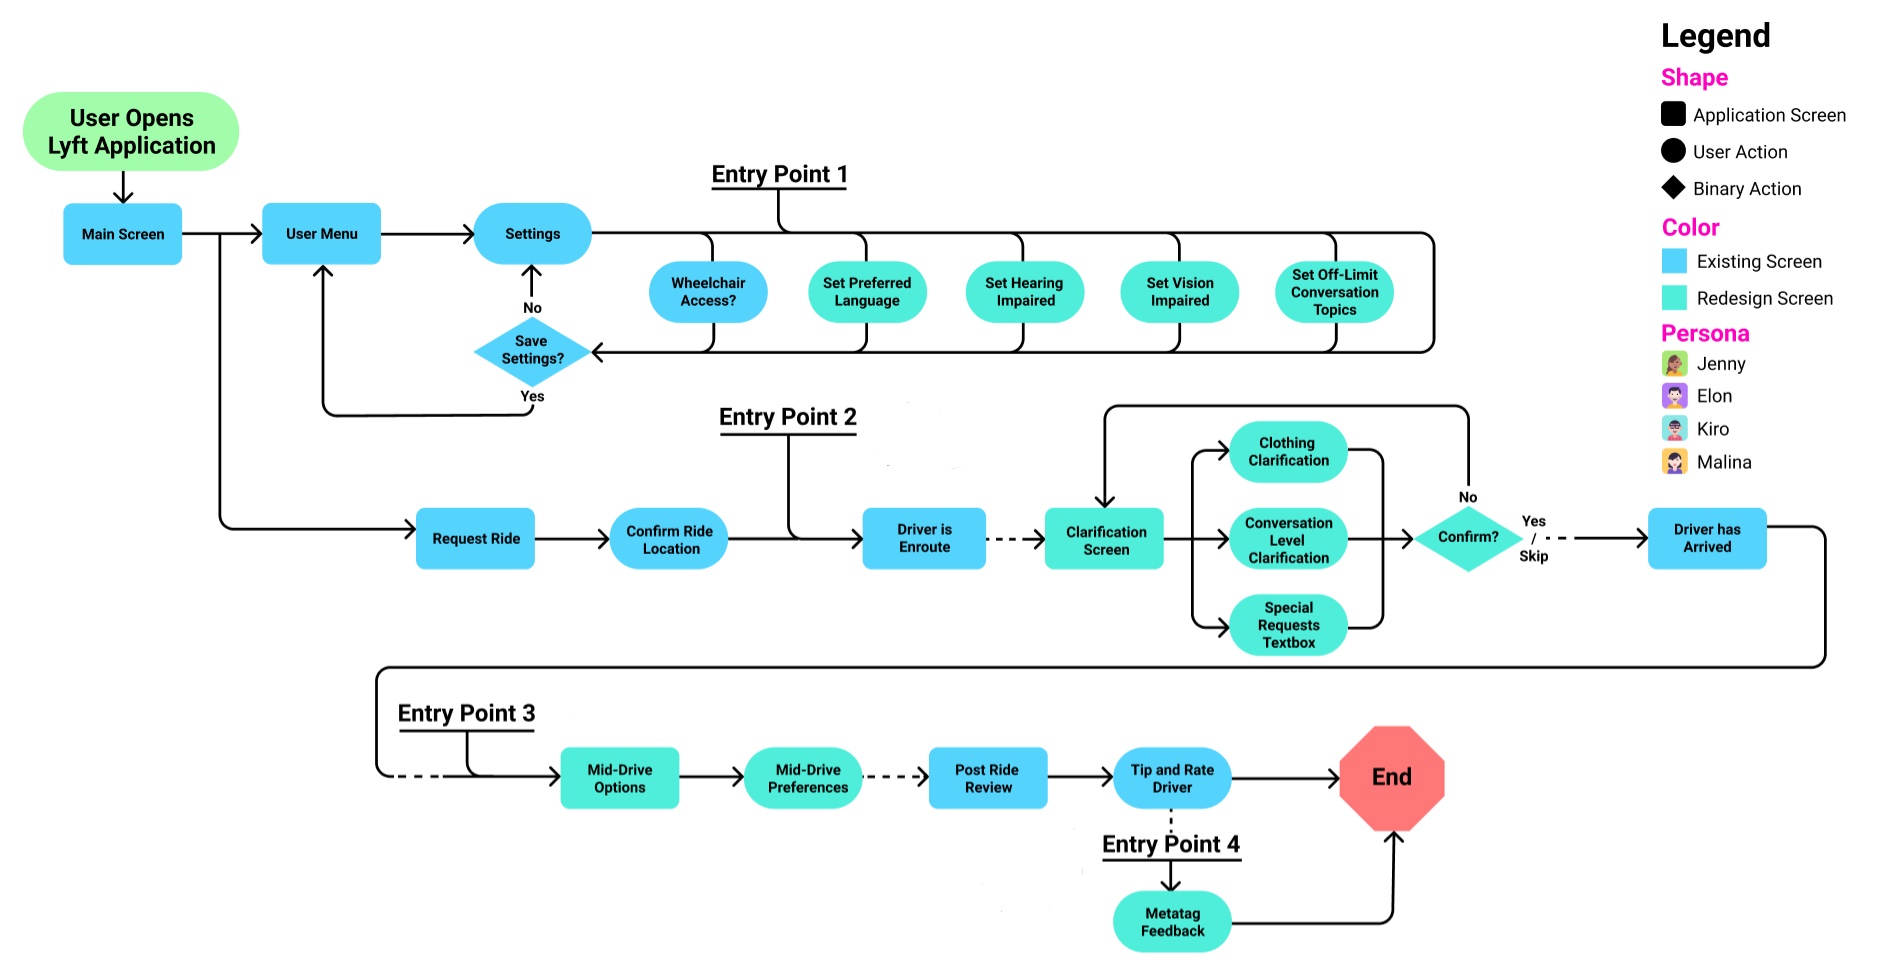 Legend
Shape
Application Screen
User Action
Binary Action
Color
Existing Screen
Redesign Screen
Persona
Jenny
Elon
Kiro
Malina
User Opens
Lyft Application
Main Screen
User Menu
Settings
Entry Point 1
Wheelchair
Access?
Set Preferred
Language
Set Hearing
Impaired
Set Vision
Impaired
Set Off-Limit
Conversation
Topics
No
Save
Settings?
Yes
Entry Point 2
Request Ride
Confirm Ride
Location
Driver is
Enroute
Clarification
Screen
Clothing
Clarification
Conversation
Level
Clarification
Special
Requests
Textbox
No
Confirm?
Yes
/
Skip
Driver has
Arrived
Entry Point 3
Mid-Drive
Options
Mid-Drive
Preferences
Post Ride
Review
Tip and Rate
Driver
End
Entry Point 4
Metatag
Feedback